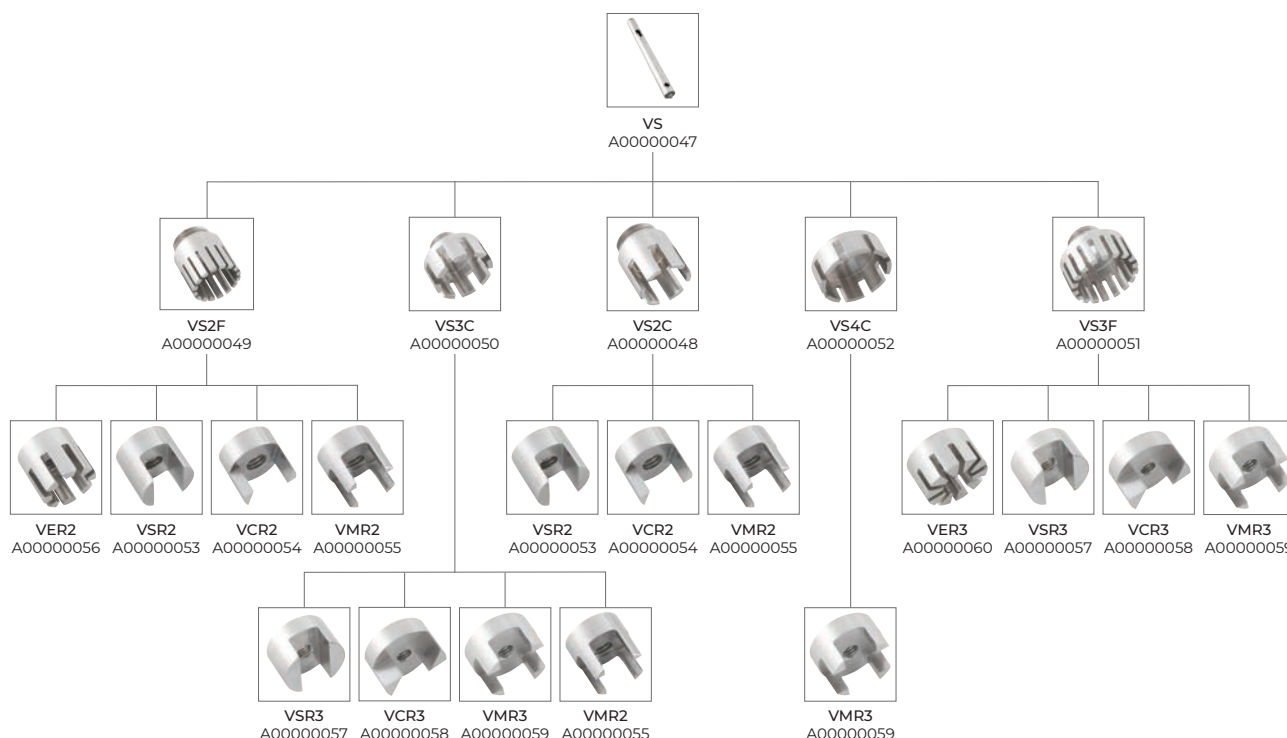 VS
A00000047
VS2F
A00000049
VS3C
A00000050
VS2C
A00000048
VS4C
A00000052
VS3F
A00000051
VER2
A00000056
VSR2
A00000053
VCR2
A00000054
VMR2
A00000055
VSR2
A00000053
VCR2
A00000054
VMR2
A00000055
VER3
A00000060
VSR3
A00000057
VCR3
A00000058
VMR3
A00000059
VSR3
A00000057
VCR3
A00000058
VMR3
A00000059
VMR2
A00000055
VMR3
A00000059